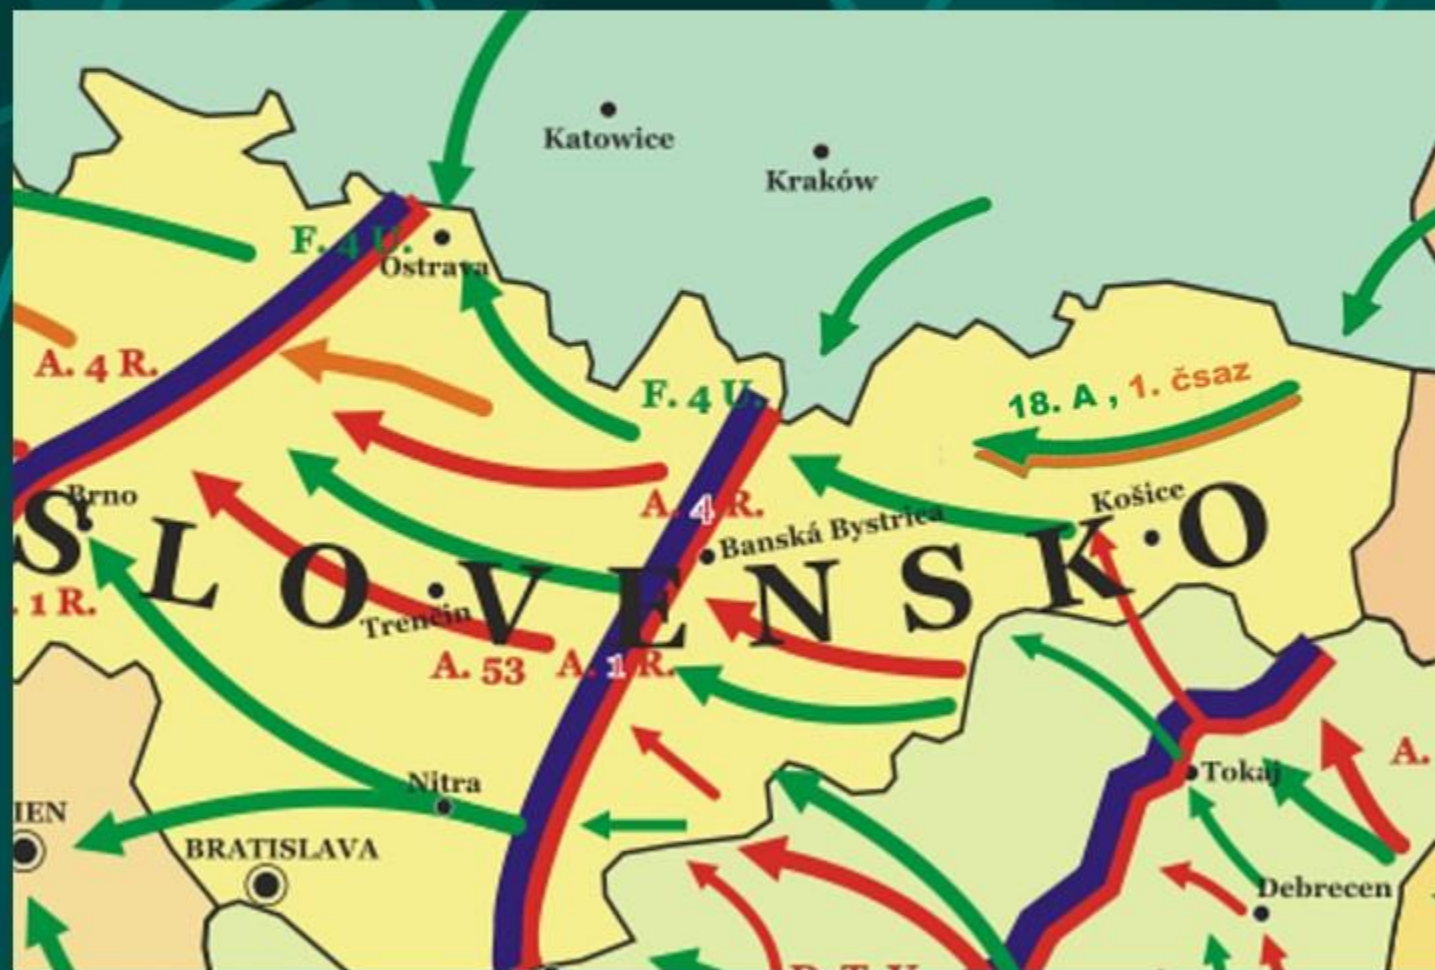 Katowice
Kraków
F. 4 U.
Ostrava
A. 4 R.
F. 4 U.
18. A , 1. čsaz
Brno
A. 4 R.
Banská Bystrica
Košice
SLOVENSKO
. 1 R.
Trenčín
A. 53
A. 1 R.
Nitra
Tokaj
A.
IEN
BRATISLAVA
Debrecen